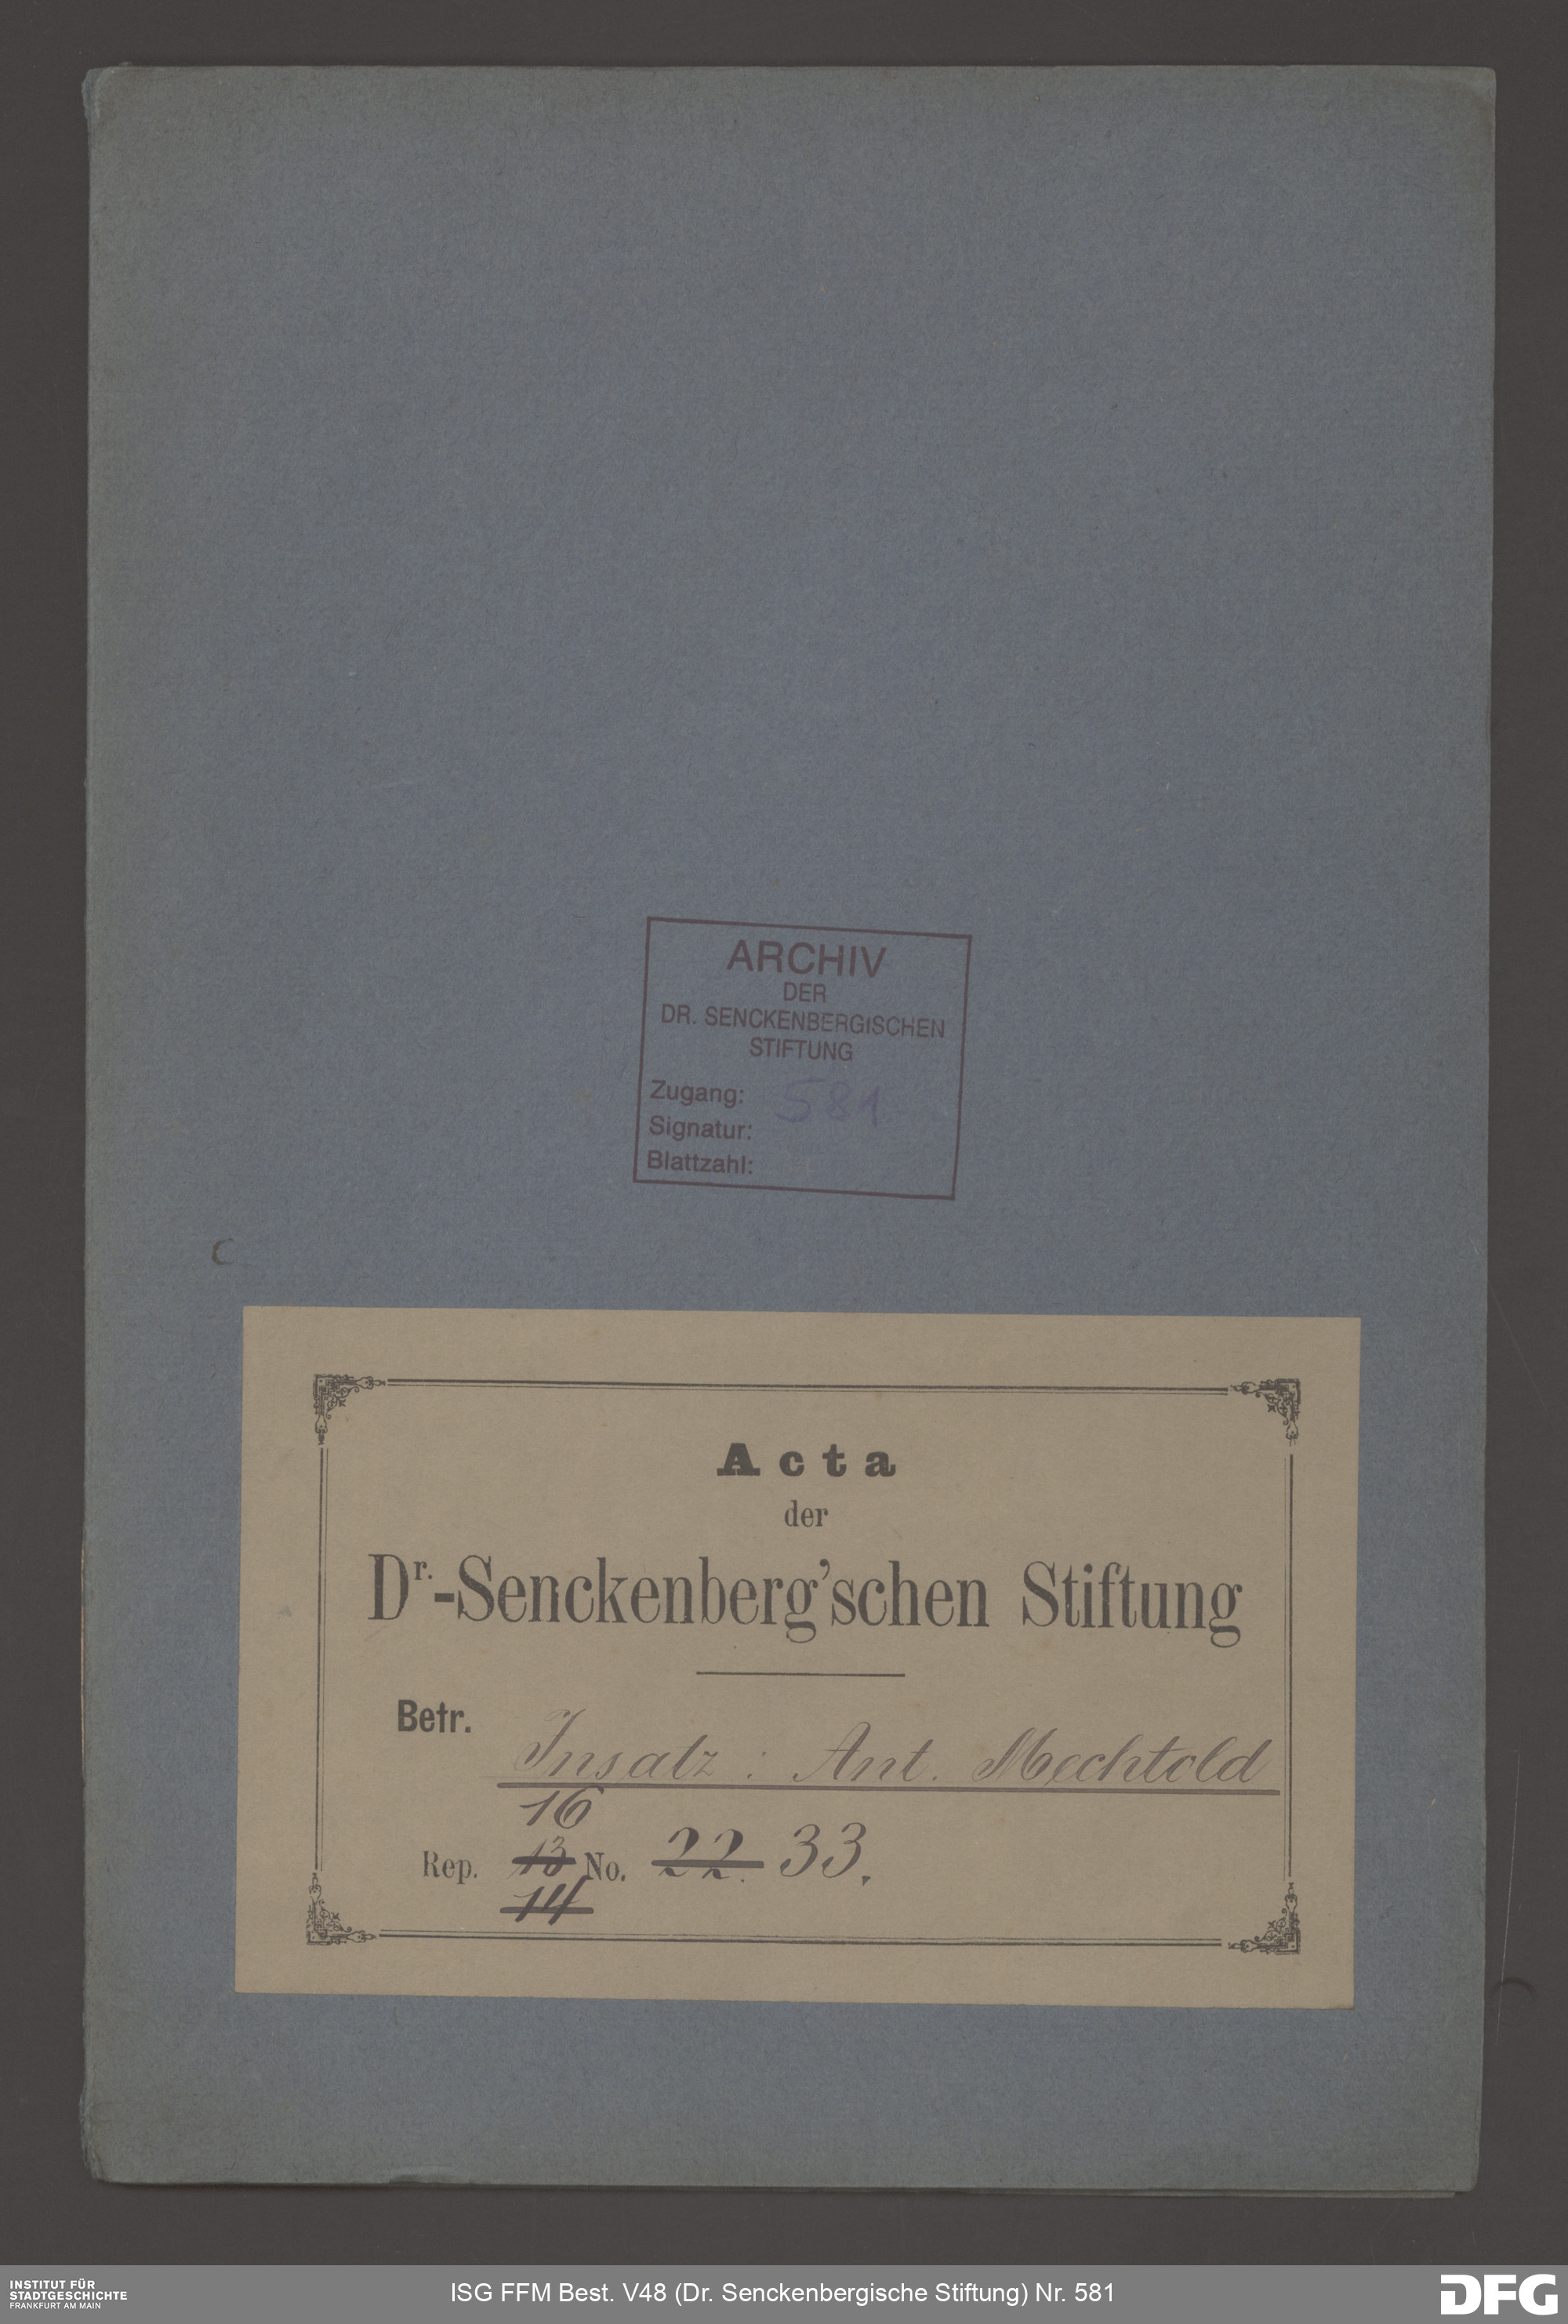 ARCHIV
DER
DR. SENCKENBERGISCHEN
STIFTUNG
Zugang: 581
Signatur:
Blattzahl:
Acta
der
Dr.-Senckenberg'schen Stiftung
Betr. Insatz: Ant. Mechtold
16
Rep. 13 No. 22. 33.
14
INSTITUT FÜR
STADTGESCHICHTE
FRANKFURT AM MAIN
ISG FFM Best. V48 (Dr. Senckenbergische Stiftung) Nr. 581
DFG